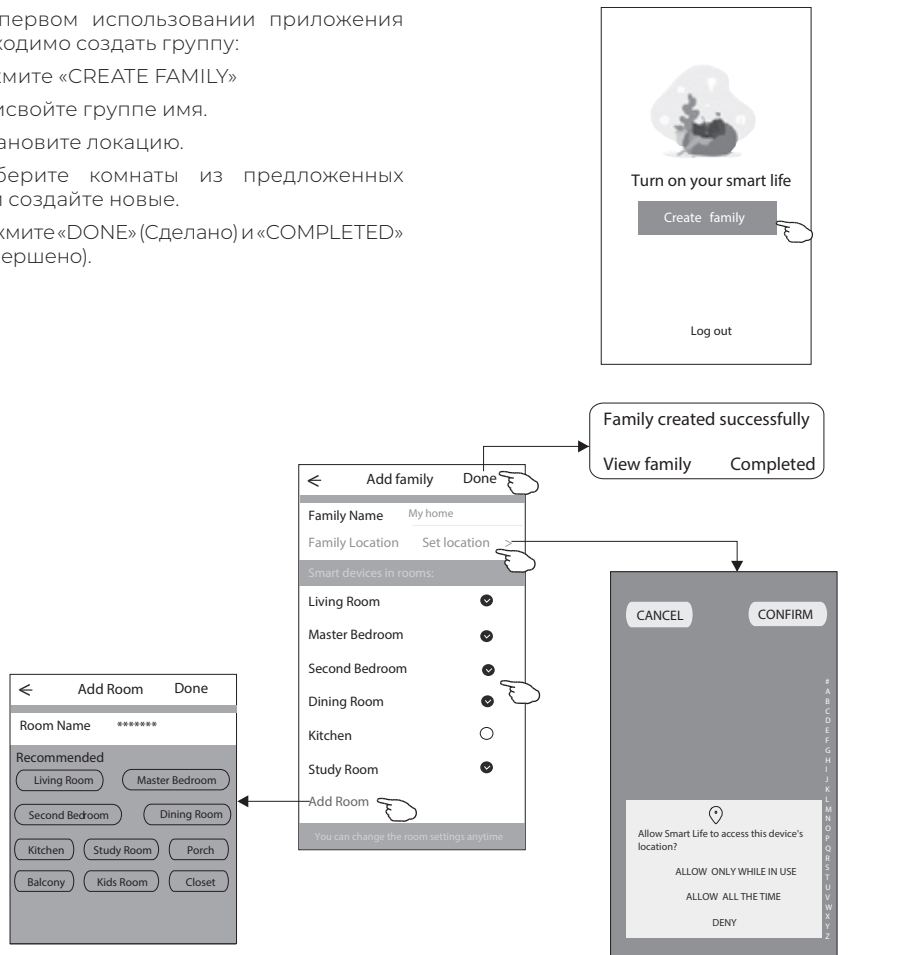 первом использовании приложения
ходимо создать группу:
кмите «CREATE FAMILY»
исвойте группе имя.
ановите локацию.
берите комнаты из предложенных
и создайте новые.
кмите «DONE» (Сделано) и «COMPLETED»
ершено).
Turn on your smart life
Create family
Log out
Family created successfully
View family Completed
← Add family Done
Family Name My home
Family Location Set location >
Smart devices in rooms:
Living Room
Master Bedroom
Second Bedroom
Dining Room
Kitchen
Study Room
Add Room
You can change the room settings anytime
← Add Room Done
Room Name *******
Recommended
Living Room Master Bedroom
Second Bedroom Dining Room
Kitchen Study Room Porch
Balcony Kids Room Closet
CANCEL CONFIRM
#
A
B
C
D
E
F
G
H
I
J
K
L
M
N
O
P
Q
R
S
T
U
V
W
X
Y
Z
Allow Smart Life to access this device's
location?
ALLOW ONLY WHILE IN USE
ALLOW ALL THE TIME
DENY